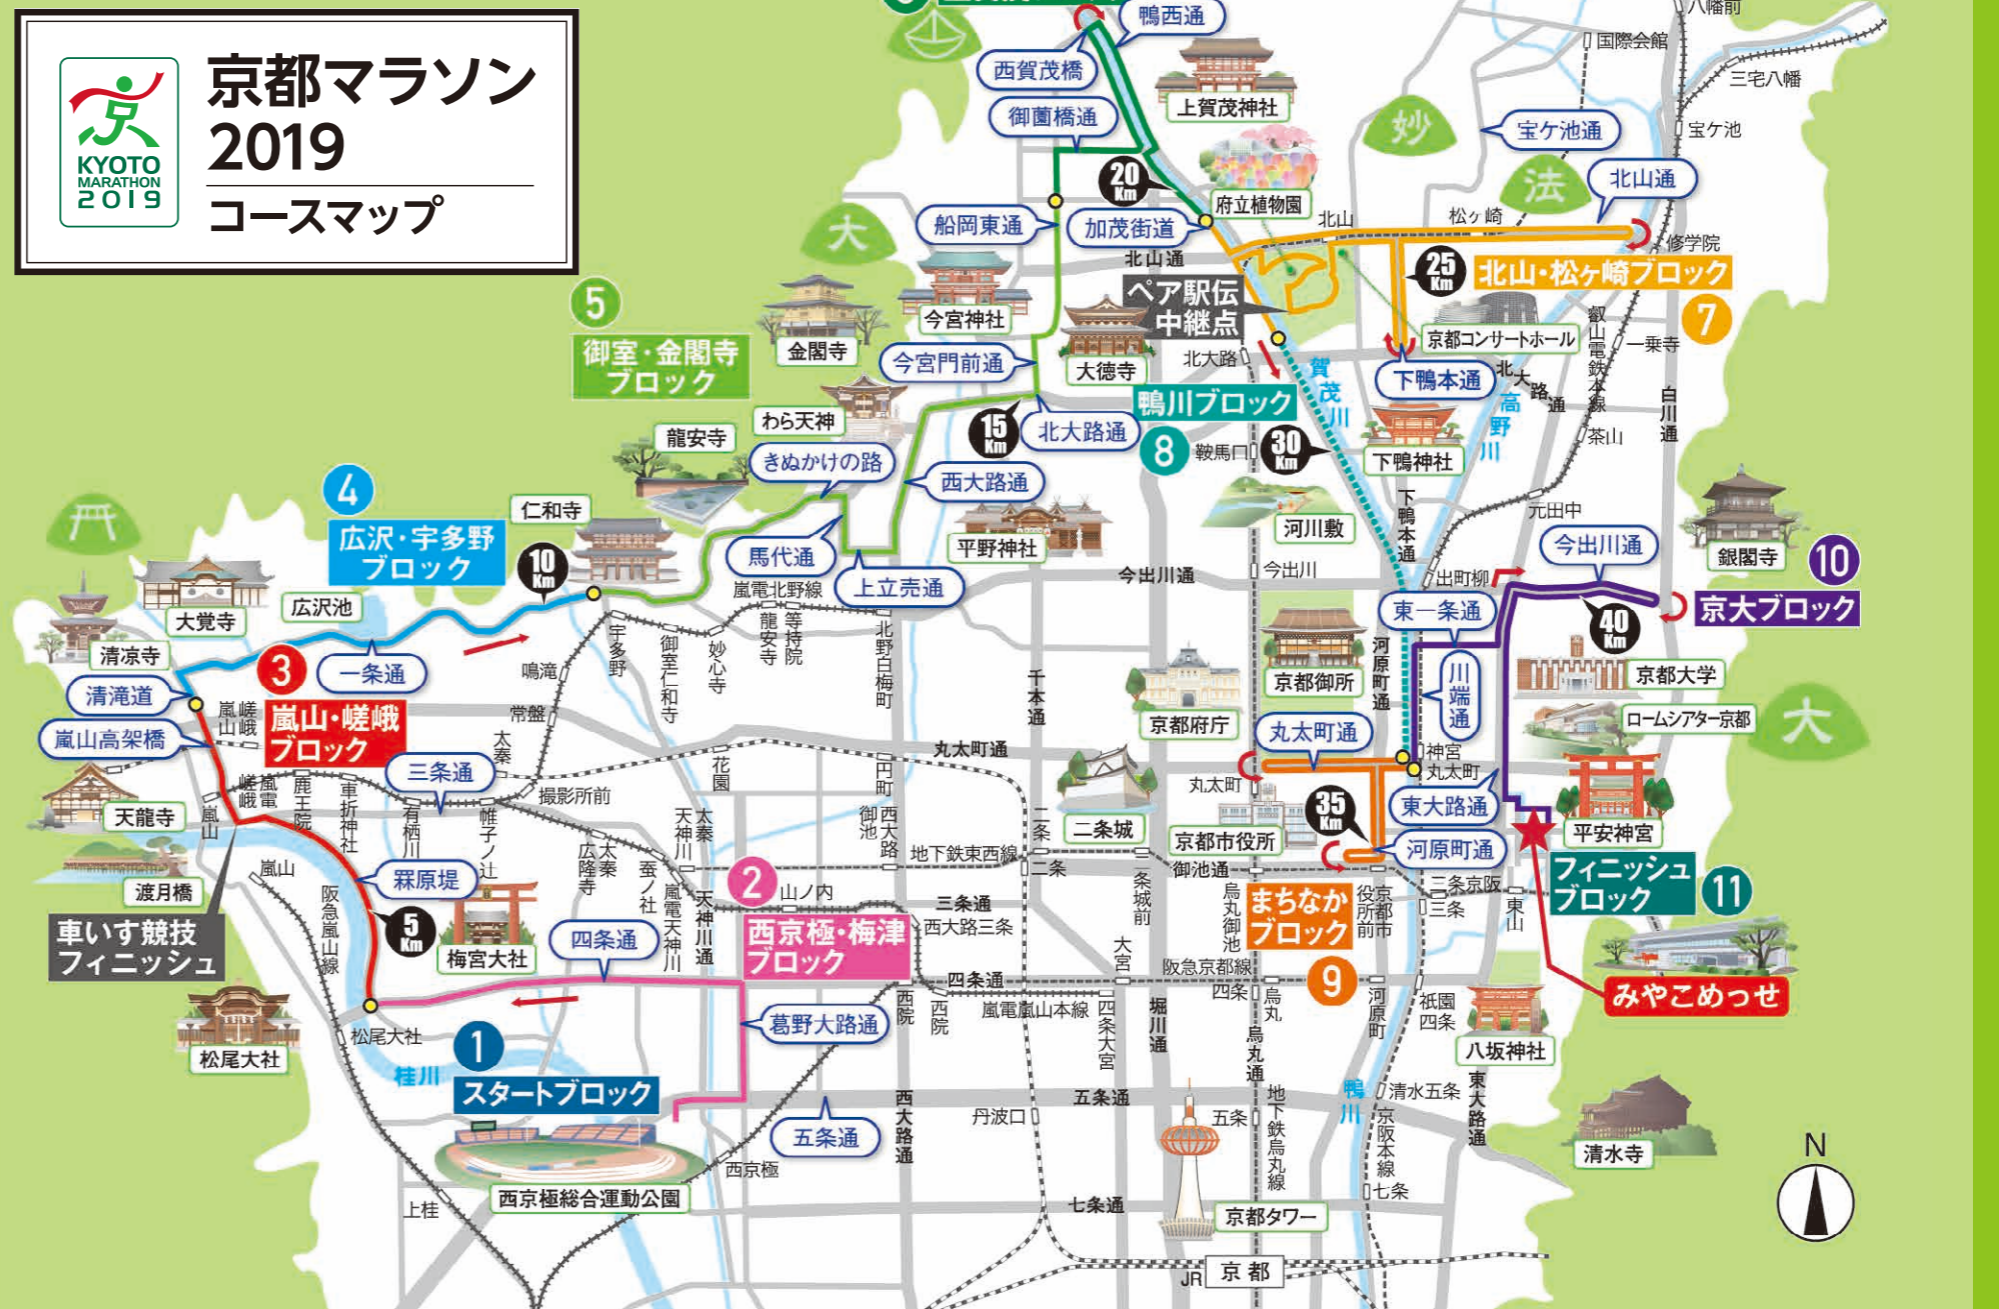 京都マラソン
2019
コースマップ
KYOTO
MARATHON
2019
鴨西通
西賀茂橋
御薗橋通
上賀茂神社
八幡前
国際会館
三宅八幡
宝ケ池
妙
宝ケ池通
法
北山通
20
Km
府立植物園
北山
松ヶ崎
修学院
大
船岡東通
加茂街道
北山通
25
Km
北山・松ヶ崎ブロック
7
ペア駅伝
中継点
京都コンサートホール
叡山電鉄本線
一乗寺
5
御室・金閣寺
ブロック
金閣寺
今宮神社
今宮門前通
大徳寺
北大路
賀茂川
下鴨本通
北大路通
高野川
白川通
鴨川ブロック
8
わら天神
龍安寺
きぬかけの路
15
Km
北大路通
鞍馬口
30
Km
下鴨神社
茶山
西大路通
4
広沢・宇多野
ブロック
仁和寺
10
Km
馬代通
平野神社
河川敷
下鴨本通
元田中
銀閣寺
10
京大ブロック
今出川通
上立売通
嵐電北野線
今出川通
今出川
出町柳
大覚寺
広沢池
清凉寺
一条通
清滝道
宇多野
御室仁和寺
妙心寺
龍安寺
等持院
北野白梅町
東一条通
40
Km
3
嵐山・嵯峨
ブロック
鳴滝
常盤
太秦
千本通
京都府庁
京都御所
河原町通
川端通
京都大学
ロームシアター京都
大
嵐山高架橋
嵯峨嵐山
三条通
丸太町通
丸太町通
神宮
丸太町
天龍寺
嵐山
嵐電嵯峨
鹿王院
車折神社
有栖川
帷子ノ辻
撮影所前
花園
円町
丸太町
二条城
京都市役所
35
Km
東大路通
平安神宮
河原町通
太秦広隆寺
蚕ノ社
太秦天神川
嵐電天神川
西大路御池
地下鉄東西線
二条
二条
二条城前
御池通
フィニッシュ
ブロック
11
渡月橋
嵐山
罧原堤
阪急嵐山線
5
Km
2
西京極・梅津
ブロック
山ノ内
天神川通
三条通
西大路三条
烏丸御池
まちなか
ブロック
9
京都市役所前
三条京阪
三条
東山
車いす競技
フィニッシュ
梅宮大社
四条通
四条通
大宮
阪急京都線
四条
烏丸
河原町
祇園四条
みやこめっせ
松尾大社
松尾大社
葛野大路通
西院
西院
嵐電嵐山本線
四条大宮
堀川通
烏丸通
八坂神社
1
スタートブロック
桂川
五条通
西大路通
丹波口
五条通
五条
地下鉄烏丸線
鴨川
清水五条
京阪本線
東大路通
清水寺
西京極
西京極総合運動公園
上桂
七条通
七条
京都タワー
JR
京都
N